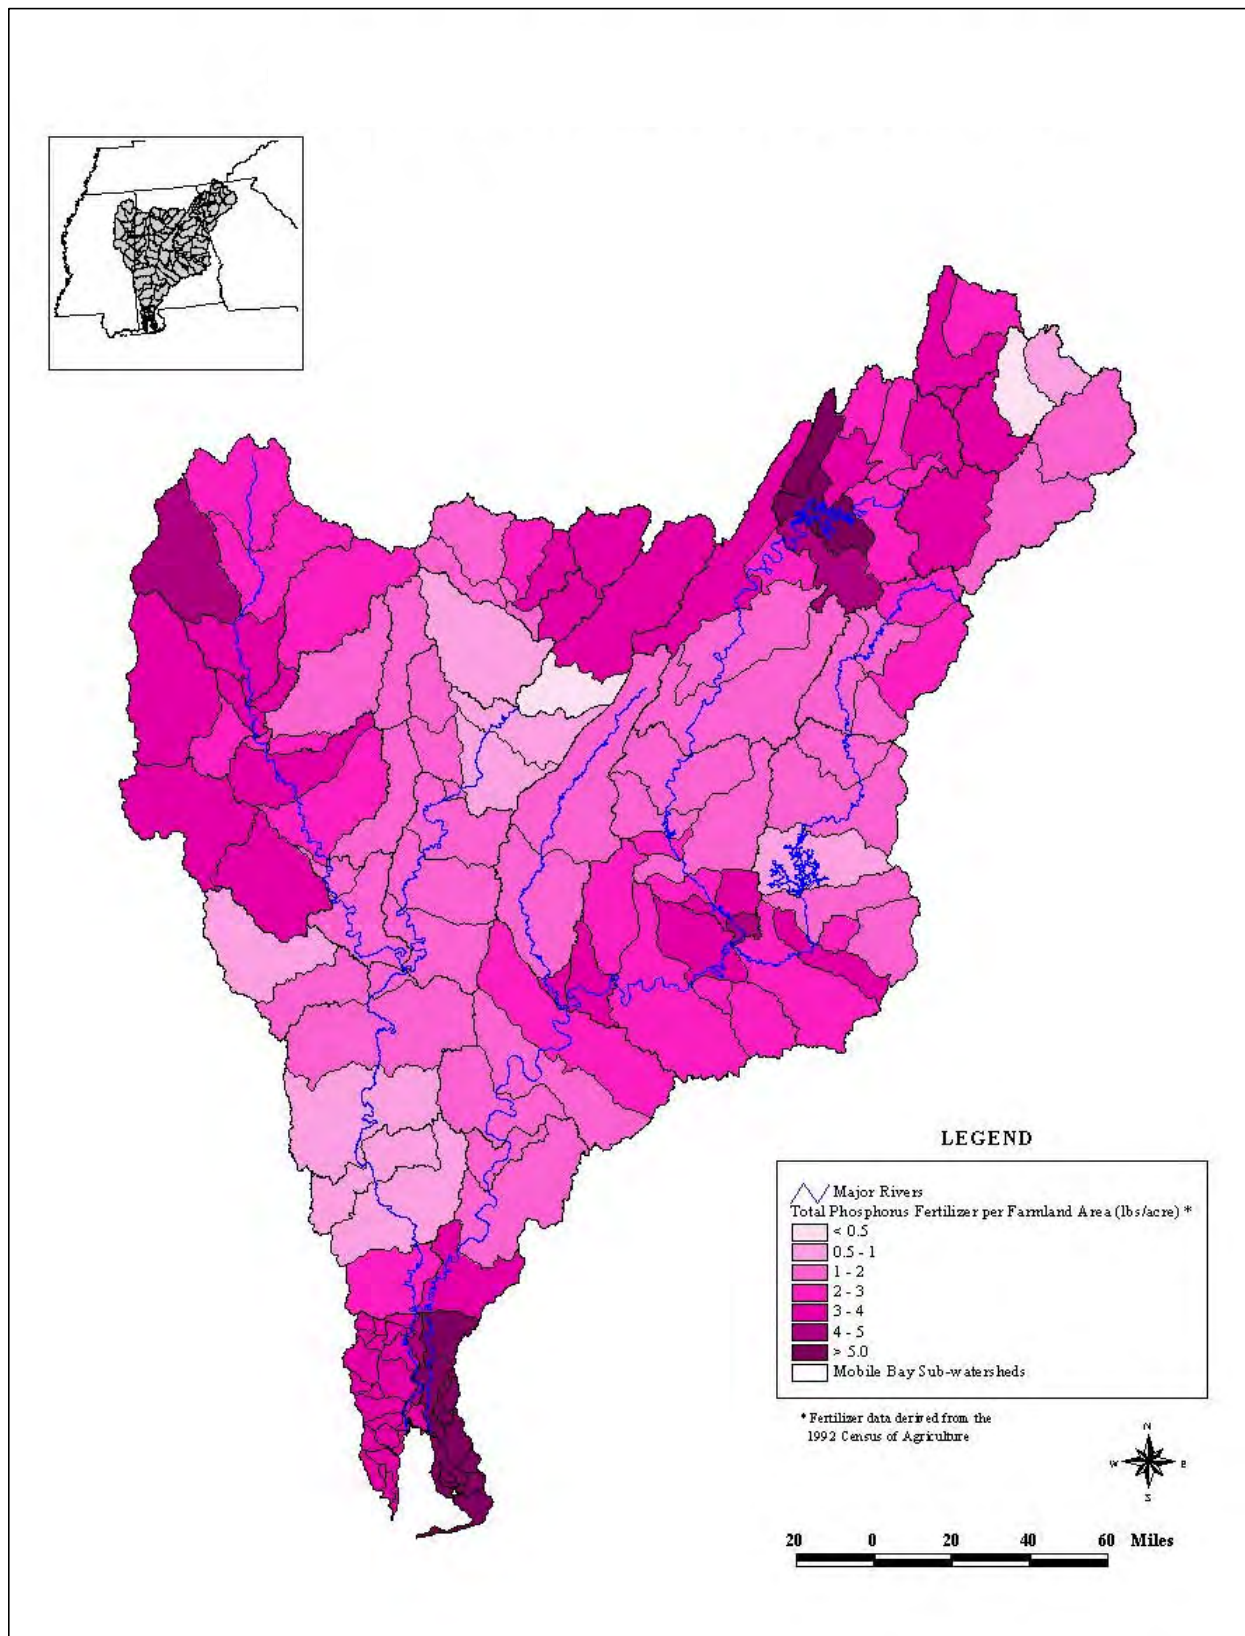 LEGEND
Major Rivers
Total Phosphorus Fertilizer per Farmland Area (lbs/acre) *
< 0.5
0.5 - 1
1 - 2
2 - 3
3 - 4
4 - 5
> 5.0
Mobile Bay Sub-watersheds
* Fertilizer data derived from the
1992 Census of Agriculture
N
W E
S
20 0 20 40 60 Miles